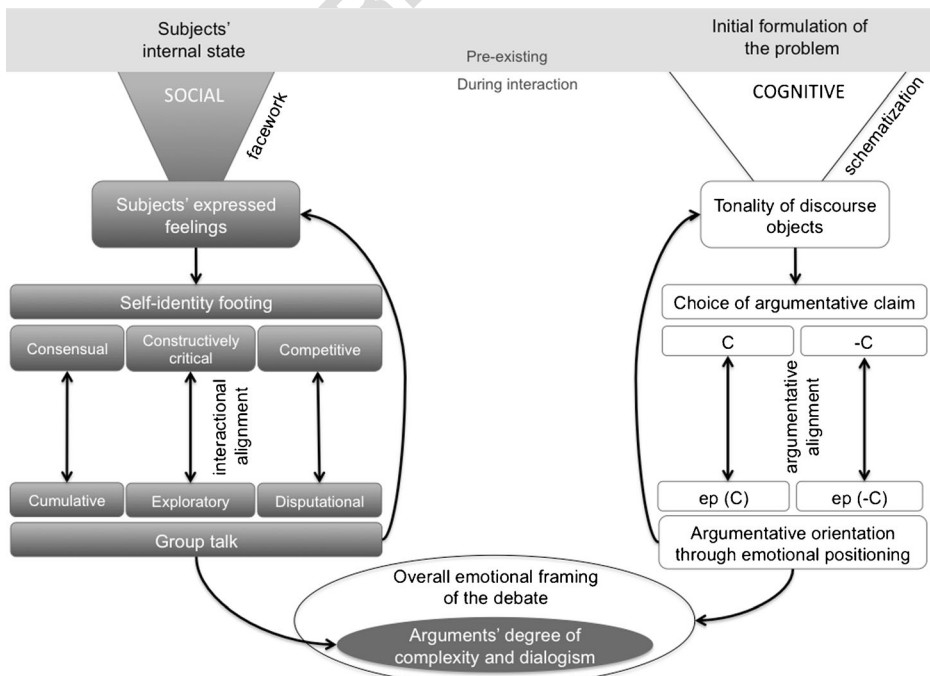 Subjects'
internal state
Initial formulation of
the problem
Pre-existing
During interaction
SOCIAL
facework
COGNITIVE
schematization
Subjects' expressed
feelings
Tonality of discourse
objects
Self-identity footing
Choice of argumentative claim
Consensual
Constructively
critical
Competitive
C
-C
interactional
alignment
argumentative
alignment
Cumulative
Exploratory
Disputational
ep (C)
ep (-C)
Group talk
Argumentative orientation
through emotional positioning
Overall emotional framing
of the debate
Arguments' degree of
complexity and dialogism